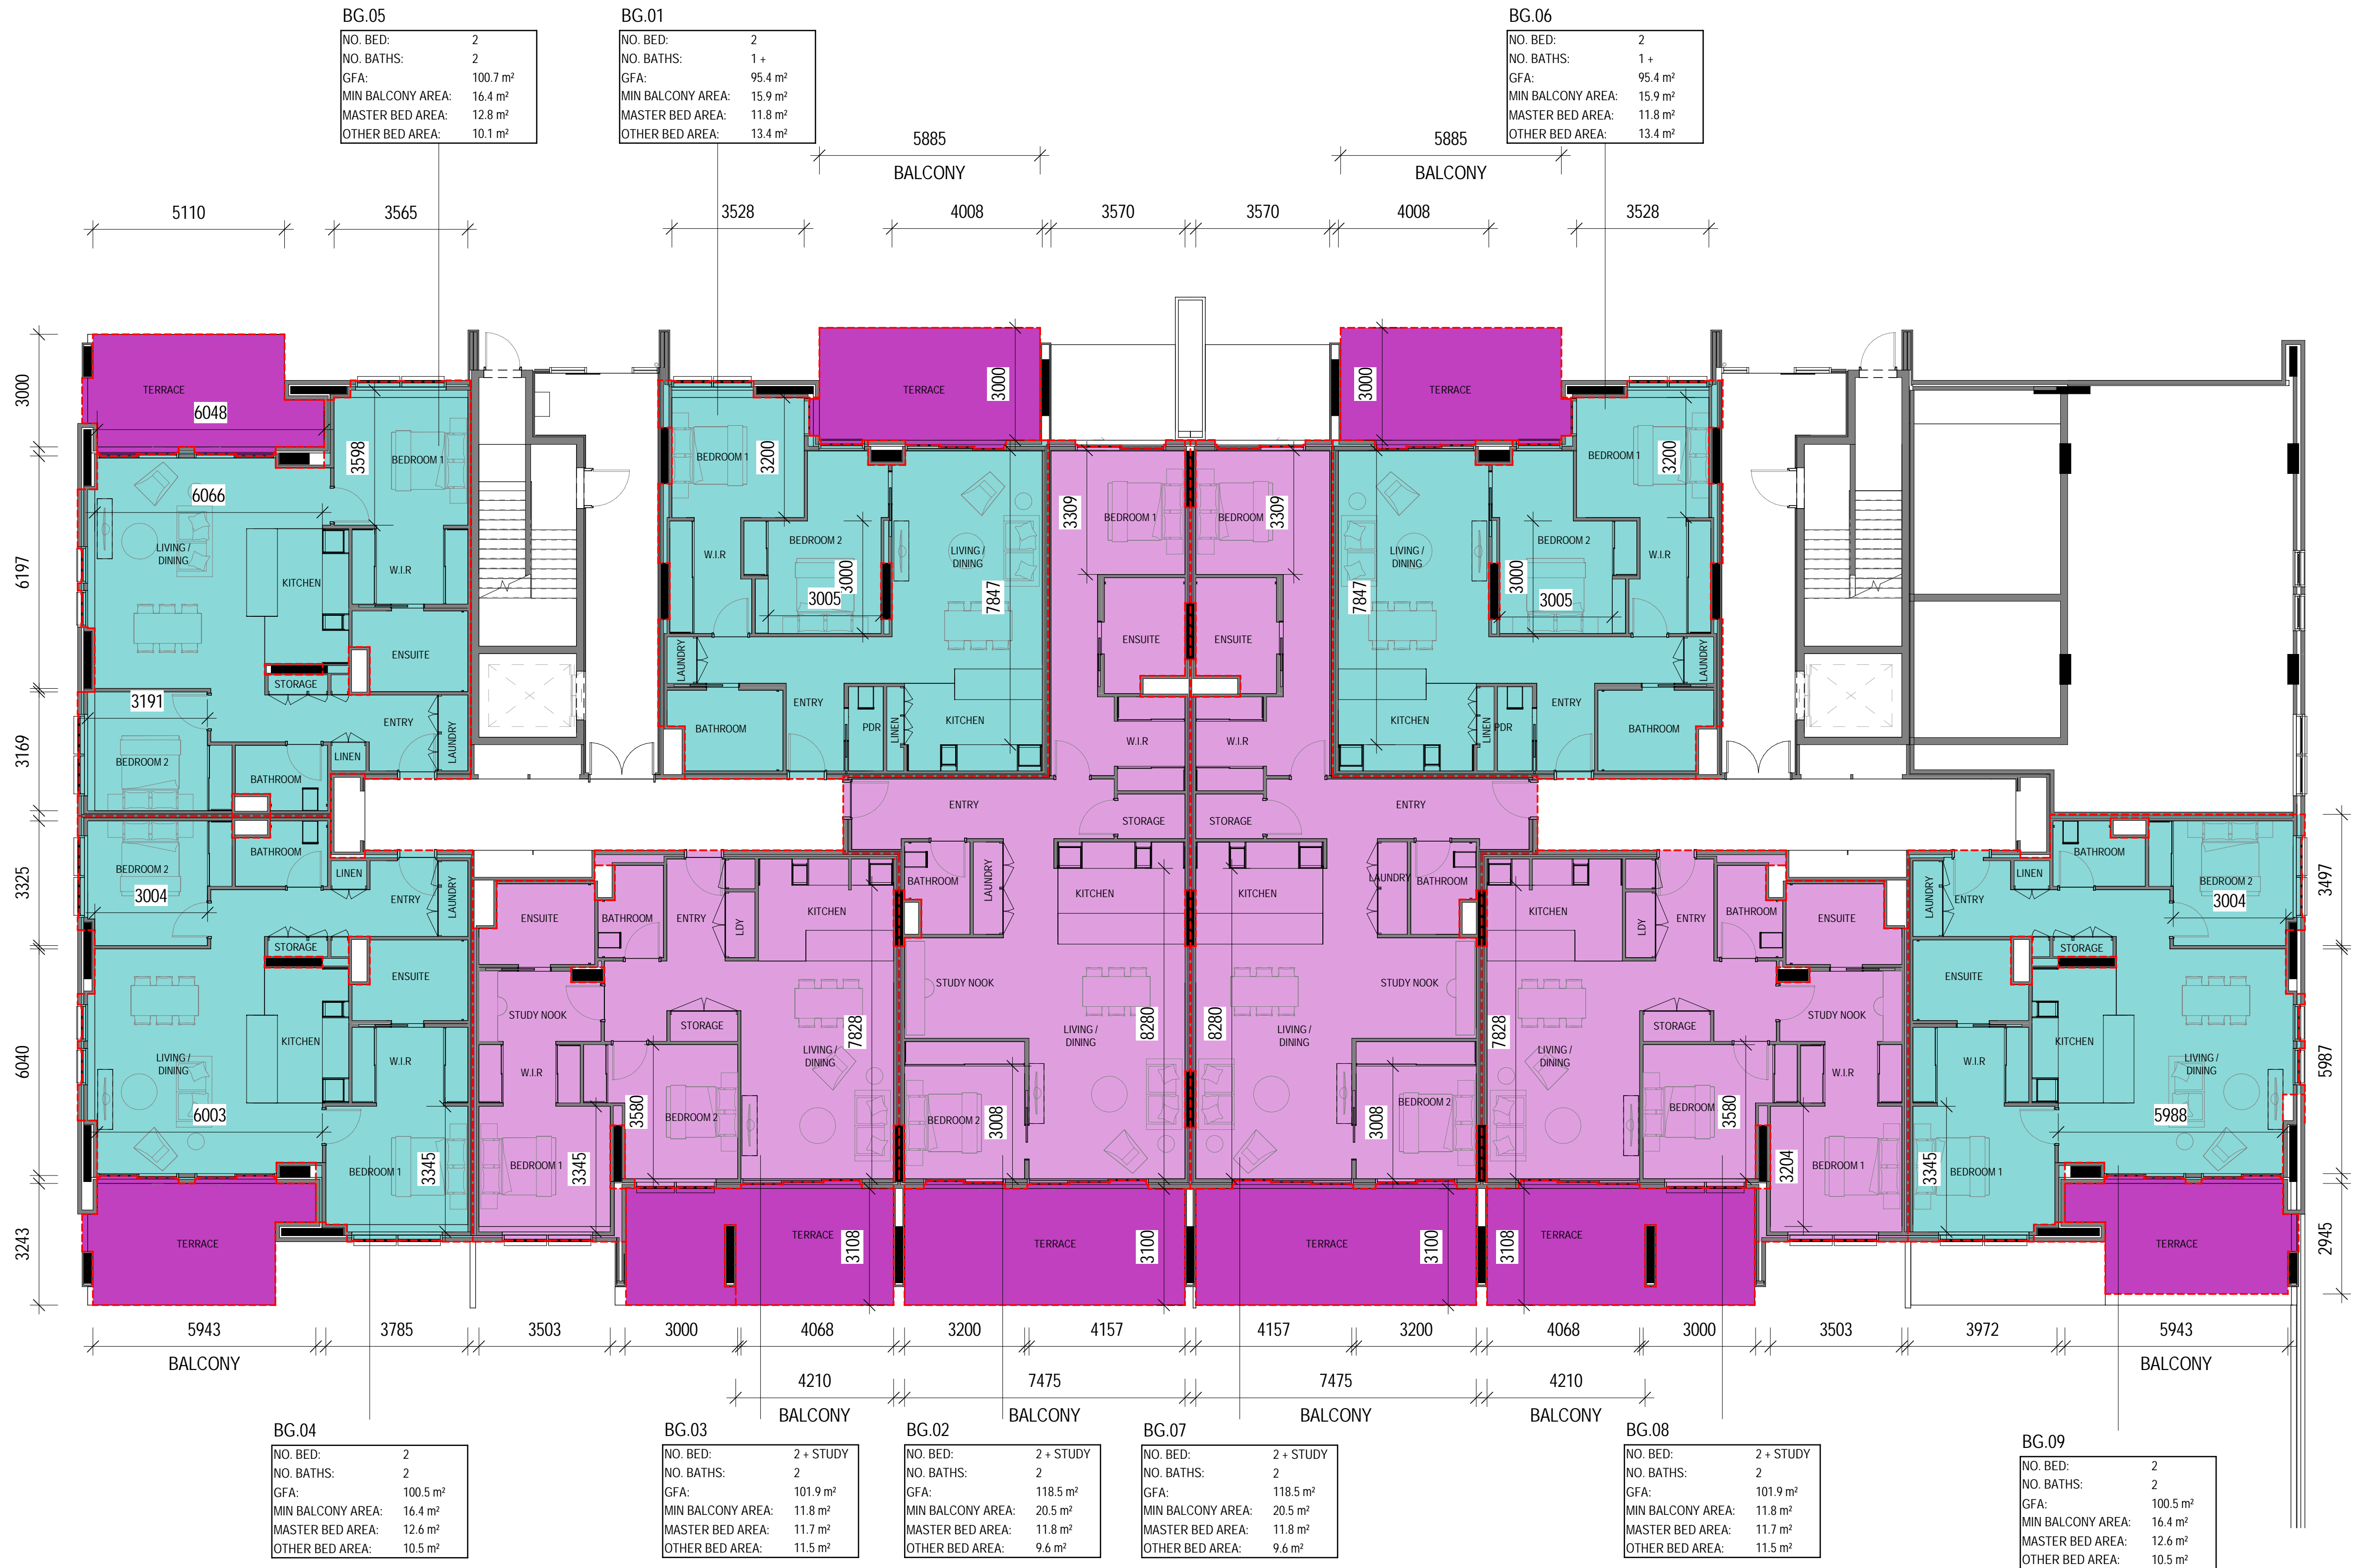 BG.05
NO. BED: 2
NO. BATHS: 2
GFA: 100.7 m²
MIN BALCONY AREA: 16.4 m²
MASTER BED AREA: 12.8 m²
OTHER BED AREA: 10.1 m²
BG.01
NO. BED: 2
NO. BATHS: 1 +
GFA: 95.4 m²
MIN BALCONY AREA: 15.9 m²
MASTER BED AREA: 11.8 m²
OTHER BED AREA: 13.4 m²
BG.06
NO. BED: 2
NO. BATHS: 1 +
GFA: 95.4 m²
MIN BALCONY AREA: 15.9 m²
MASTER BED AREA: 11.8 m²
OTHER BED AREA: 13.4 m²
5885
BALCONY
5885
BALCONY
5110
3565
3528
4008
3570
3570
4008
3528
3000
6197
3169
3325
6040
3243
TERRACE
6048
3598
BEDROOM 1
6066
LIVING /
DINING
KITCHEN
W.I.R
ENSUITE
STORAGE
3191
ENTRY
LAUNDRY
LINEN
BEDROOM 2
BATHROOM
TERRACE
3000
BEDROOM 1
3200
W.I.R
BEDROOM 2
3000
3005
LIVING /
DINING
7847
LAUNDRY
BATHROOM
ENTRY
PDR
LINEN
KITCHEN
3309
BEDROOM 1
ENSUITE
W.I.R
ENTRY
STORAGE
3309
BEDROOM
ENSUITE
W.I.R
STORAGE
ENTRY
TERRACE
3000
BEDROOM 1
3200
LIVING /
DINING
7847
BEDROOM 2
3000
3005
W.I.R
LAUNDRY
KITCHEN
LINEN
PDR
ENTRY
BATHROOM
BEDROOM 2
3004
BATHROOM
LINEN
ENTRY
LAUNDRY
STORAGE
ENSUITE
LIVING /
DINING
KITCHEN
W.I.R
6003
BEDROOM 1
3345
TERRACE
ENSUITE
BATHROOM
ENTRY
LDY
KITCHEN
STUDY NOOK
STORAGE
W.I.R
LIVING /
DINING
7828
3580
BEDROOM 2
BEDROOM 1
3345
TERRACE
3108
BATHROOM
LAUNDRY
KITCHEN
STUDY NOOK
LIVING /
DINING
8280
BEDROOM 2
3008
TERRACE
3100
KITCHEN
LAUNDRY
BATHROOM
STUDY NOOK
8280
LIVING /
DINING
3008
BEDROOM 2
TERRACE
3100
KITCHEN
LDY
ENTRY
BATHROOM
ENSUITE
STUDY NOOK
STORAGE
7828
LIVING /
DINING
W.I.R
BEDROOM
3580
3204
BEDROOM 1
3108
TERRACE
BATHROOM
LINEN
LAUNDRY
ENTRY
BEDROOM 2
3004
STORAGE
ENSUITE
KITCHEN
W.I.R
LIVING /
DINING
5988
3345
BEDROOM 1
TERRACE
3497
5987
2945
5943
BALCONY
3785
3503
3000
4068
3200
4157
4157
3200
4068
3000
3503
3972
5943
BALCONY
4210
BALCONY
7475
BALCONY
7475
BALCONY
4210
BALCONY
BG.04
NO. BED: 2
NO. BATHS: 2
GFA: 100.5 m²
MIN BALCONY AREA: 16.4 m²
MASTER BED AREA: 12.6 m²
OTHER BED AREA: 10.5 m²
BG.03
NO. BED: 2 + STUDY
NO. BATHS: 2
GFA: 101.9 m²
MIN BALCONY AREA: 11.8 m²
MASTER BED AREA: 11.7 m²
OTHER BED AREA: 11.5 m²
BG.02
NO. BED: 2 + STUDY
NO. BATHS: 2
GFA: 118.5 m²
MIN BALCONY AREA: 20.5 m²
MASTER BED AREA: 11.8 m²
OTHER BED AREA: 9.6 m²
BG.07
NO. BED: 2 + STUDY
NO. BATHS: 2
GFA: 118.5 m²
MIN BALCONY AREA: 20.5 m²
MASTER BED AREA: 11.8 m²
OTHER BED AREA: 9.6 m²
BG.08
NO. BED: 2 + STUDY
NO. BATHS: 2
GFA: 101.9 m²
MIN BALCONY AREA: 11.8 m²
MASTER BED AREA: 11.7 m²
OTHER BED AREA: 11.5 m²
BG.09
NO. BED: 2
NO. BATHS: 2
GFA: 100.5 m²
MIN BALCONY AREA: 16.4 m²
MASTER BED AREA: 12.6 m²
OTHER BED AREA: 10.5 m²